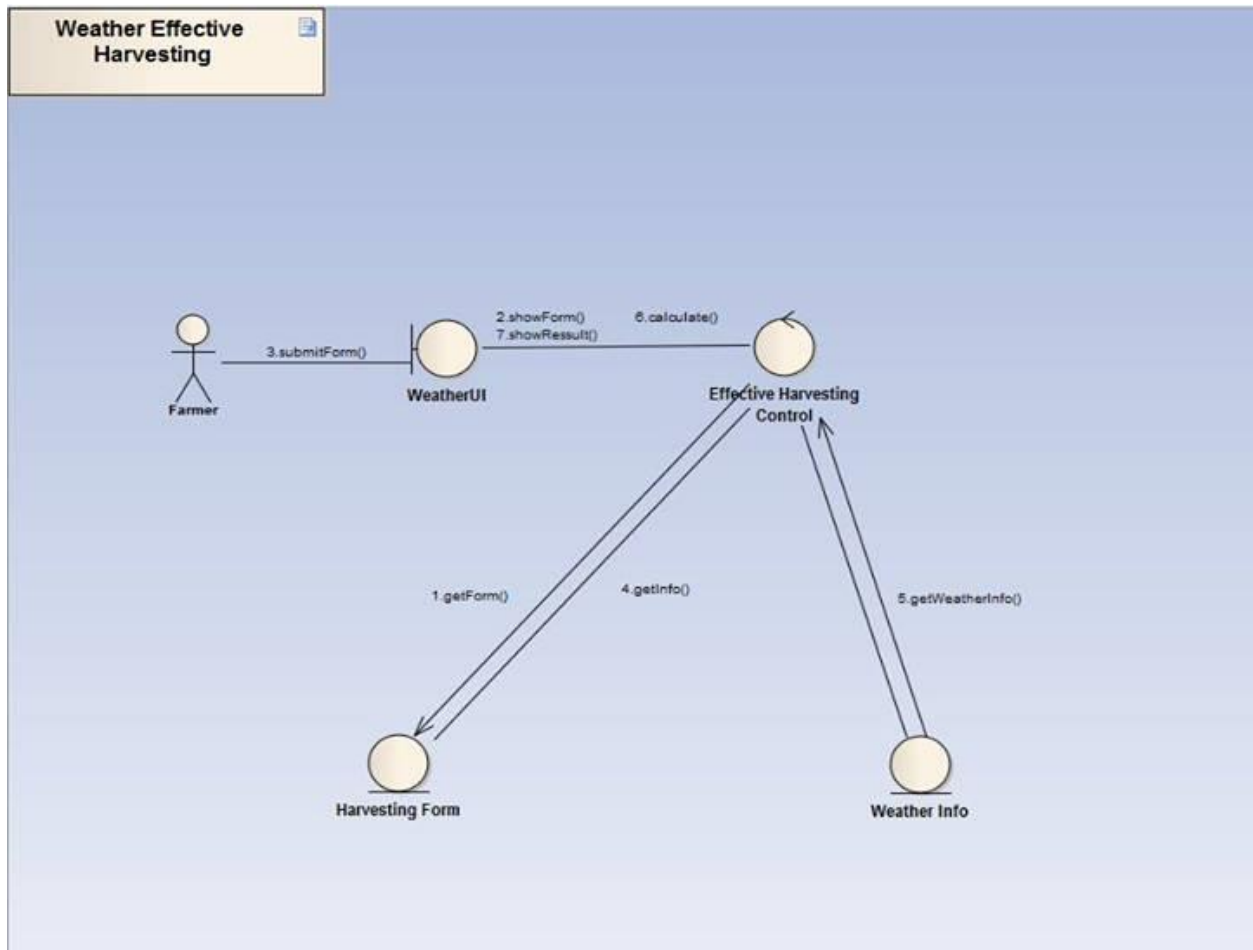 Weather Effective
Harvesting
2.showForm()
6.calculate()
7.showRessult()
3.submitForm()
Farmer
WeatherUI
Effective Harvesting
Control
1.getForm()
4.getInfo()
5.getWeatherInfo()
Harvesting Form
Weather Info